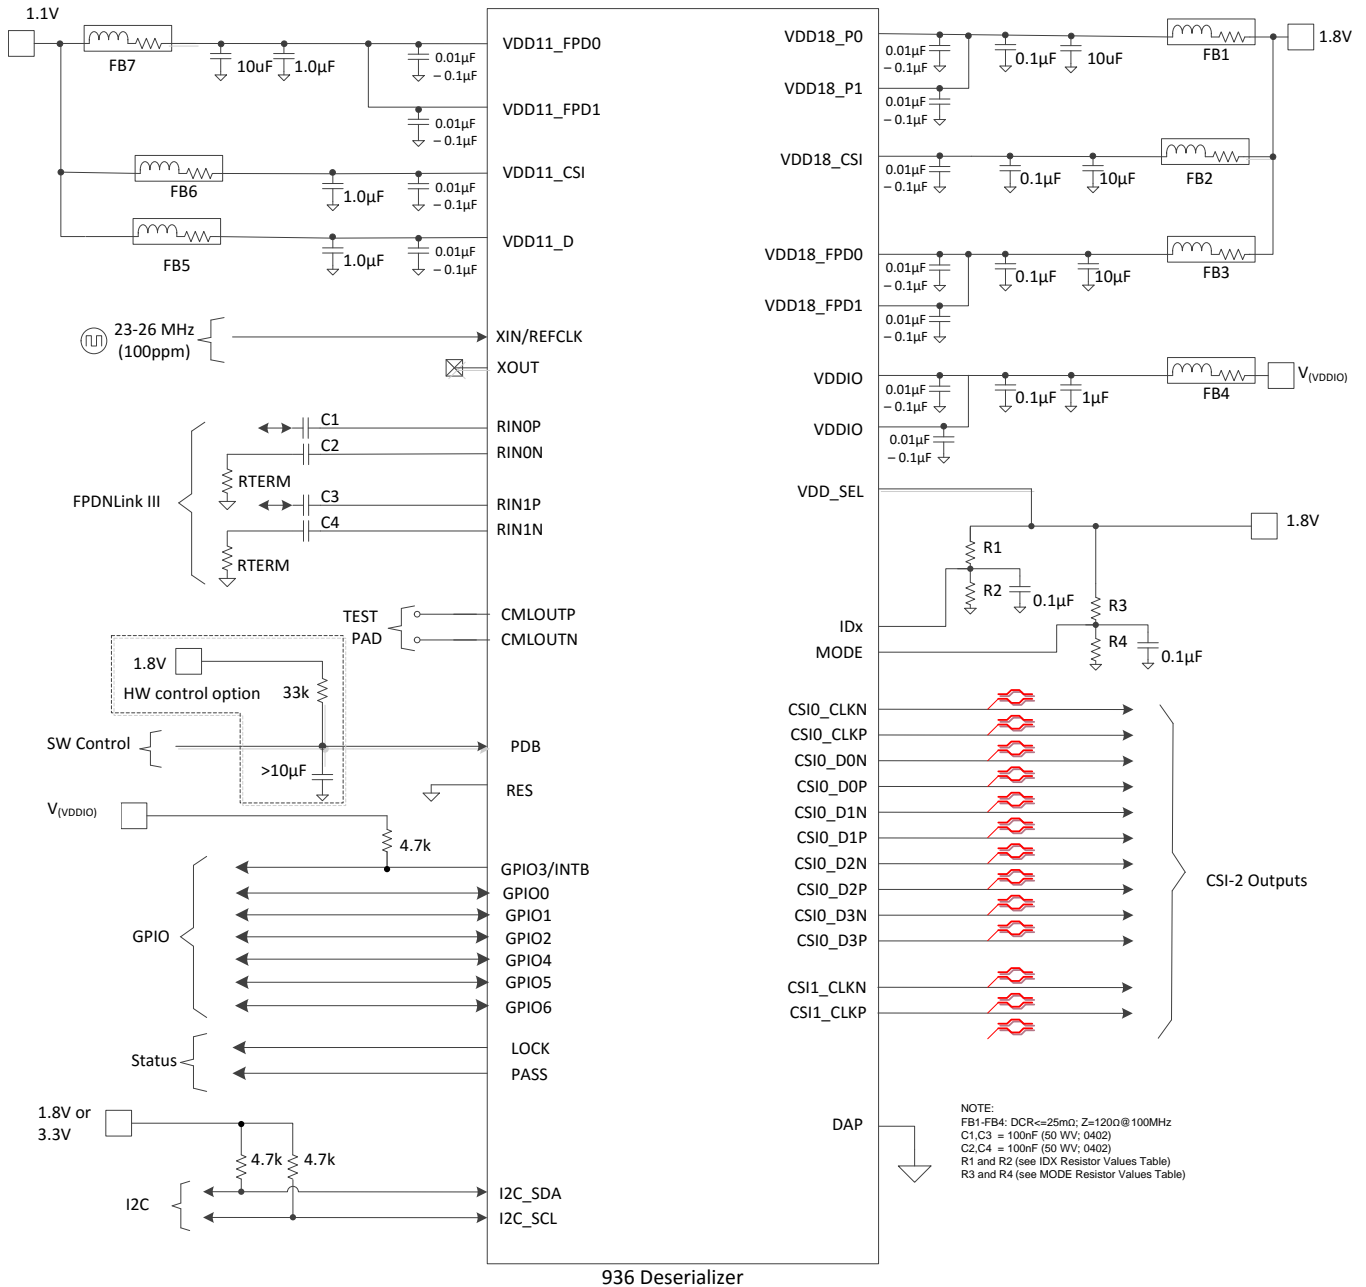 1.1V
FB7
10uF
1.0µF
0.01µF
– 0.1µF
VDD11_FPD0
0.01µF
– 0.1µF
VDD11_FPD1
FB6
1.0µF
0.01µF
– 0.1µF
VDD11_CSI
FB5
1.0µF
0.01µF
– 0.1µF
VDD11_D
23-26 MHz
(100ppm)
XIN/REFCLK
XOUT
FPDNLink III
C1
RIN0P
C2
RIN0N
RTERM
C3
RIN1P
C4
RIN1N
RTERM
TEST
PAD
CMLOUTP
CMLOUTN
1.8V
HW control option
33k
SW Control
PDB
>10µF
RES
V(VDDIO)
4.7k
GPIO
GPIO3/INTB
GPIO0
GPIO1
GPIO2
GPIO4
GPIO5
GPIO6
Status
LOCK
PASS
1.8V or
3.3V
4.7k
4.7k
I2C
I2C_SDA
I2C_SCL
VDD18_P0
0.01µF
– 0.1µF
0.1µF
10uF
FB1
1.8V
VDD18_P1
0.01µF
– 0.1µF
VDD18_CSI
0.01µF
– 0.1µF
0.1µF
10µF
FB2
VDD18_FPD0
0.01µF
– 0.1µF
0.1µF
10µF
FB3
VDD18_FPD1
0.01µF
– 0.1µF
VDDIO
0.01µF
– 0.1µF
0.1µF
1µF
FB4
V(VDDIO)
VDDIO
0.01µF
– 0.1µF
VDD_SEL
1.8V
R1
R2
0.1µF
R3
IDx
R4
0.1µF
MODE
CSI0_CLKN
CSI0_CLKP
CSI0_D0N
CSI0_D0P
CSI0_D1N
CSI0_D1P
CSI0_D2N
CSI0_D2P
CSI0_D3N
CSI0_D3P
CSI1_CLKN
CSI1_CLKP
CSI-2 Outputs
DAP
NOTE:
FB1-FB4: DCR<=25mΩ; Z=120Ω@100MHz
C1,C3 = 100nF (50 WV; 0402)
C2,C4 = 100nF (50 WV; 0402)
R1 and R2 (see IDX Resistor Values Table)
R3 and R4 (see MODE Resistor Values Table)
936 Deserializer